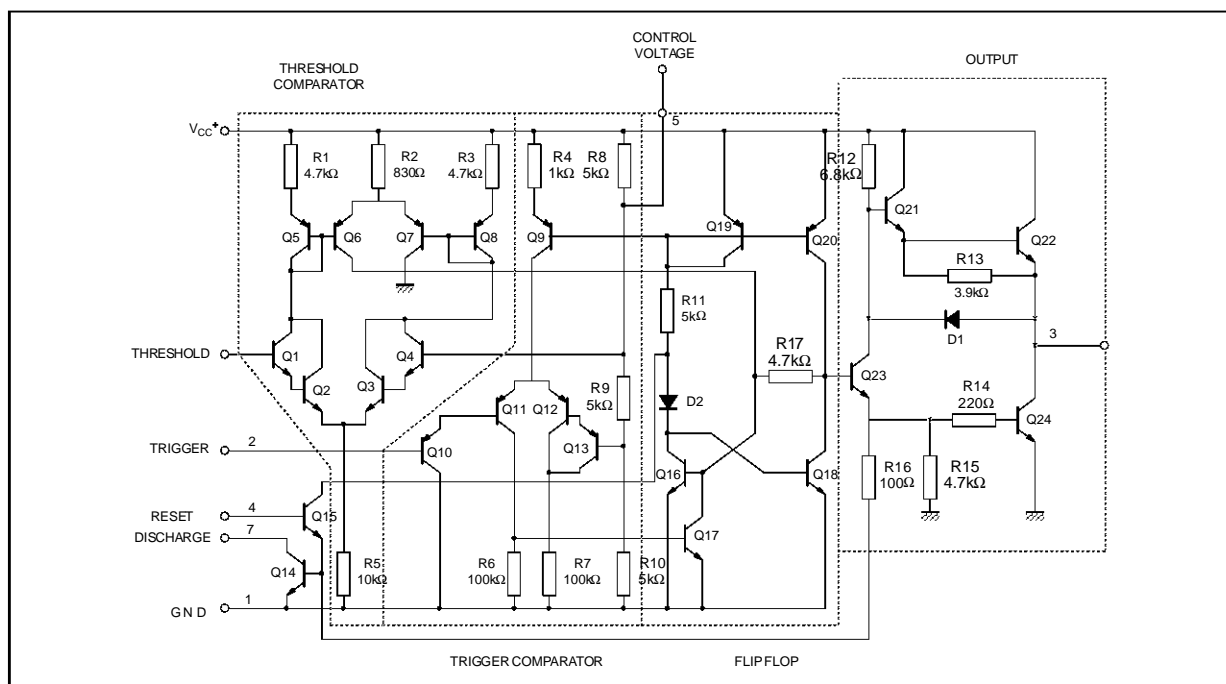 CONTROL
VOLTAGE
OUTPUT
THRESHOLD
COMPARATOR
5
VCC+
R1
4.7kΩ
R2
830Ω
R3
4.7kΩ
R4
1kΩ
R8
5kΩ
R12
6.8kΩ
Q5
Q6
Q7
Q8
Q9
Q19
Q20
Q21
Q22
R13
3.9kΩ
R11
5kΩ
D1
3
R17
4.7kΩ
THRESHOLD
Q1
Q4
Q2
Q3
R9
5kΩ
D2
Q23
R14
220Ω
Q11
Q12
Q24
TRIGGER
2
Q10
Q13
Q16
Q18
R16
100Ω
R15
4.7kΩ
RESET
4
Q15
DISCHARGE
7
Q17
Q14
R5
10kΩ
R6
100kΩ
R7
100kΩ
R10
5kΩ
GND
1
TRIGGER COMPARATOR
FLIP FLOP